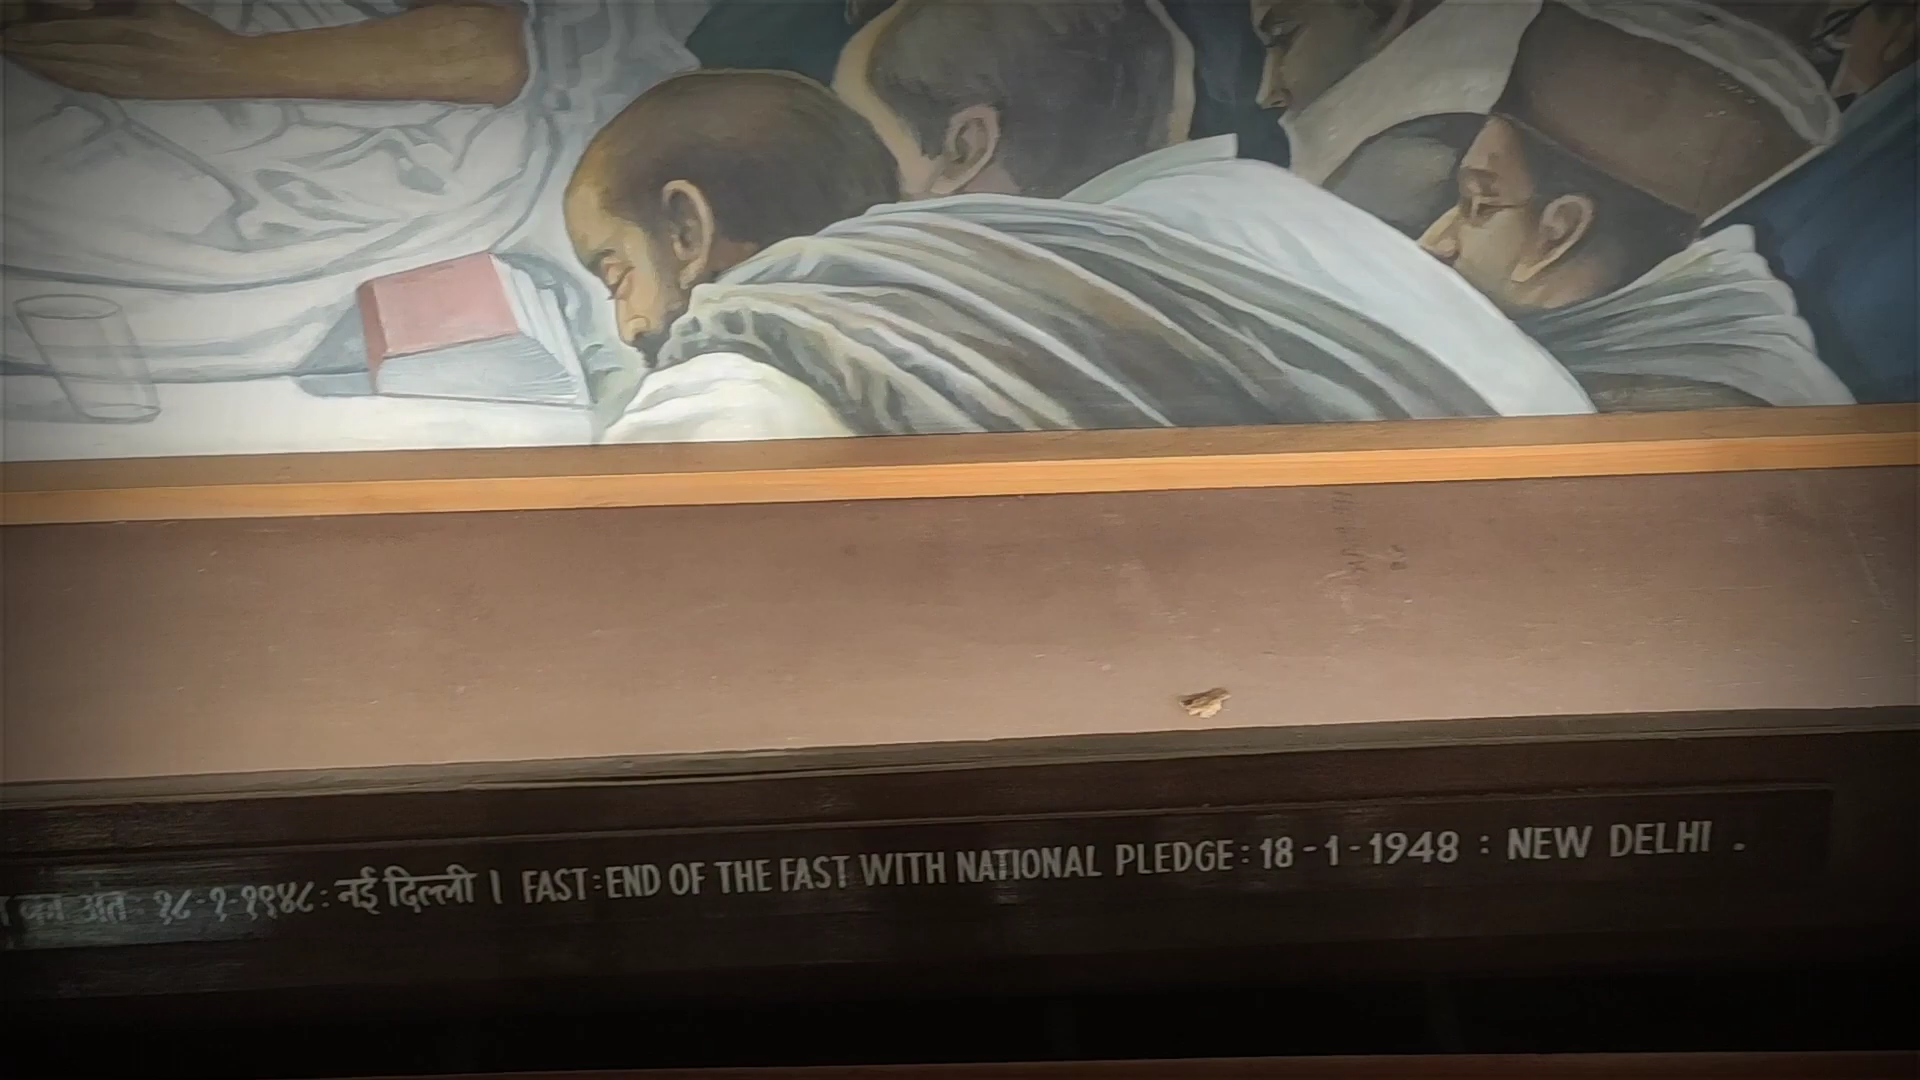 का अंत: १८-१-१९४८: नई दिल्ली । FAST: END OF THE FAST WITH NATIONAL PLEDGE: 18-1-1948 : NEW DELHI .